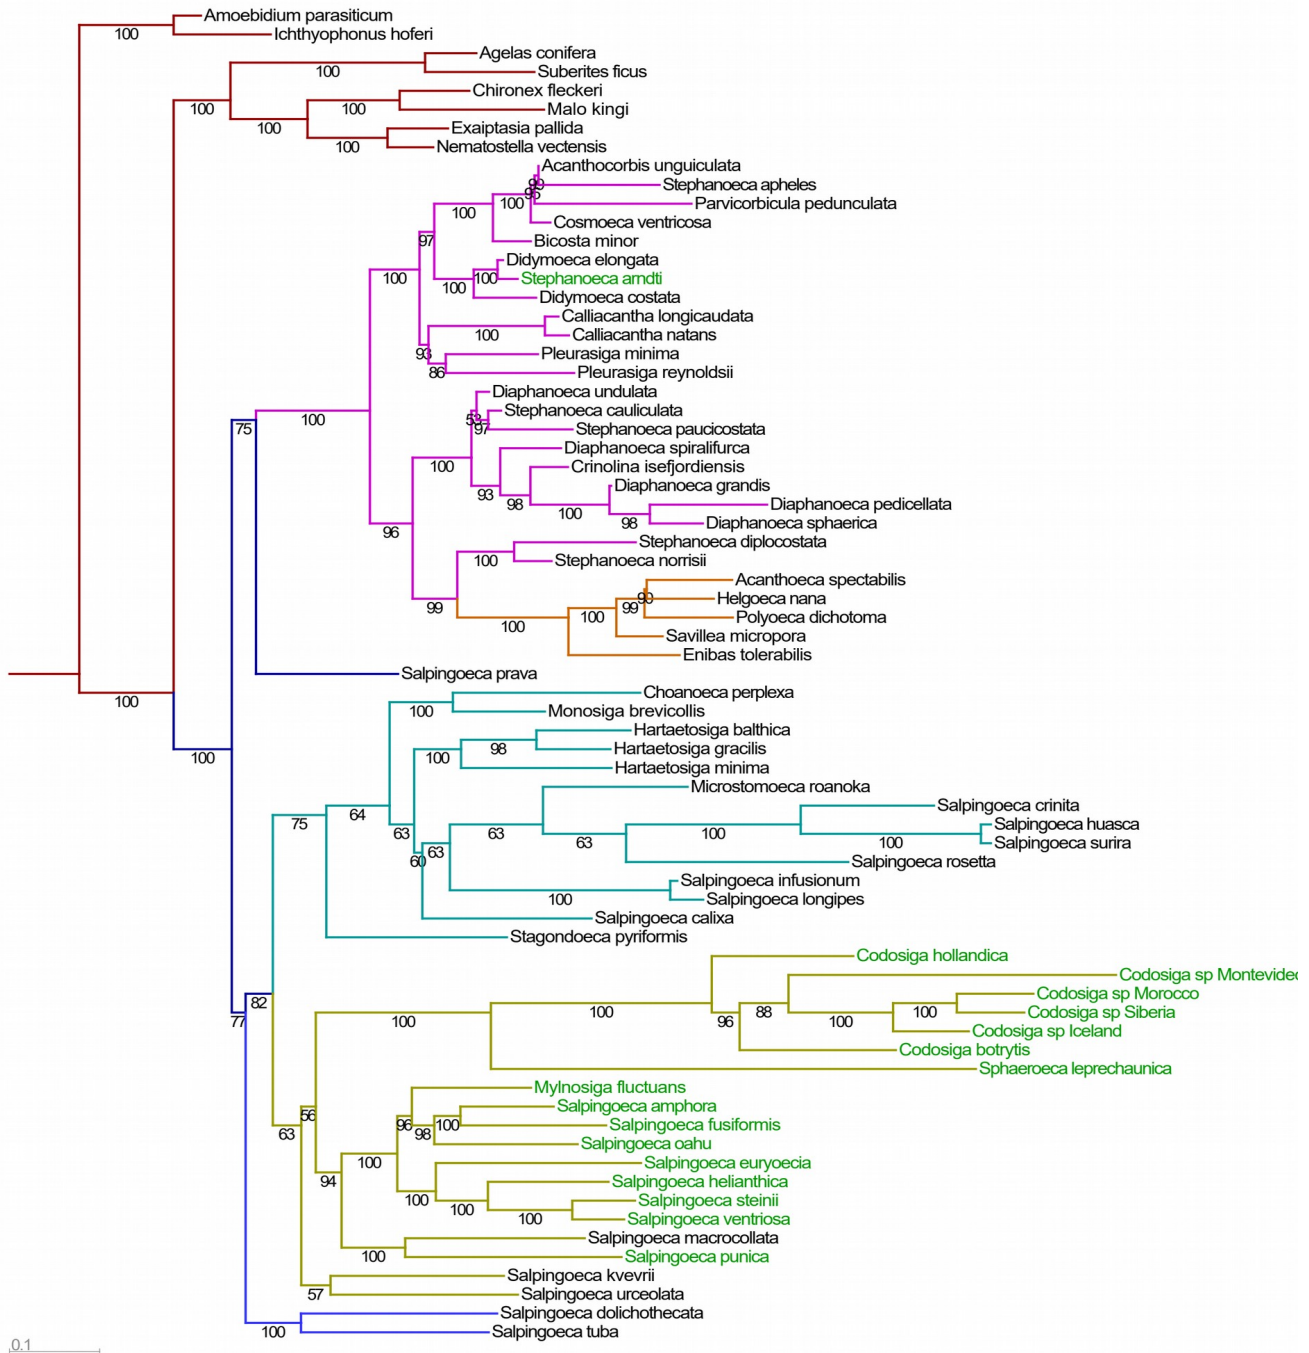 Amoebidium parasiticum
100
Ichthyophonus hoferi
Agelas conifera
100
Suberites ficus
Chironex fleckeri
100
100
Malo kingi
100
Exaiptasia pallida
100
Nematostella vectensis
Acanthocorbis unguiculata
99
Stephanoeca apheles
95
100
Parvicorbicula pedunculata
100
Cosmoeca ventricosa
97
Bicosta minor
Didymoeca elongata
100
100
Stephanoeca arndti
100
Didymoeca costata
Calliacantha longicaudata
100
Calliacantha natans
93
Pleurasiga minima
86
Pleurasiga reynoldsii
Diaphanoeca undulata
Stephanoeca cauliculata
100
53
75
97
Stephanoeca paucicostata
Diaphanoeca spiralifurca
100
Crinolina isefjordiensis
Diaphanoeca grandis
93
98
Diaphanoeca pedicellata
100
98
Diaphanoeca sphaerica
96
Stephanoeca diplocostata
100
Stephanoeca norrisii
Acanthoeca spectabilis
99
Helgoeca nana
99
99
100
Polyoeca dichotoma
100
Savillea micropora
Enibas tolerabilis
Salpingoeca prava
Choanoeca perplexa
100
100
Monosiga brevicollis
Hartaetosiga balthica
98
Hartaetosiga gracilis
100
100
Hartaetosiga minima
Microstomoeca roanoka
Salpingoeca crinita
64
75
Salpingoeca huasca
63
63
100
Salpingoeca surira
63
100
63
60
Salpingoeca rosetta
Salpingoeca infusionum
100
Salpingoeca longipes
Salpingoeca calixa
Stagondoeca pyriformis
Codosiga hollandica
Codosiga sp Montevideo
Codosiga sp Morocco
82
100
88
100
Codosiga sp Siberia
77
100
96
100
Codosiga sp Iceland
Codosiga botrytis
Sphaeroeca leprechaunica
Mylnosiga fluctuans
Salpingoeca amphora
56
96
100
Salpingoeca fusiformis
63
98
Salpingoeca oahu
100
Salpingoeca euryoecia
94
Salpingoeca helianthica
100
Salpingoeca steinii
100
100
Salpingoeca ventriosa
Salpingoeca macrocollata
100
Salpingoeca punica
Salpingoeca kvevrii
57
Salpingoeca urceolata
Salpingoeca dolichothecata
100
Salpingoeca tuba
0.1